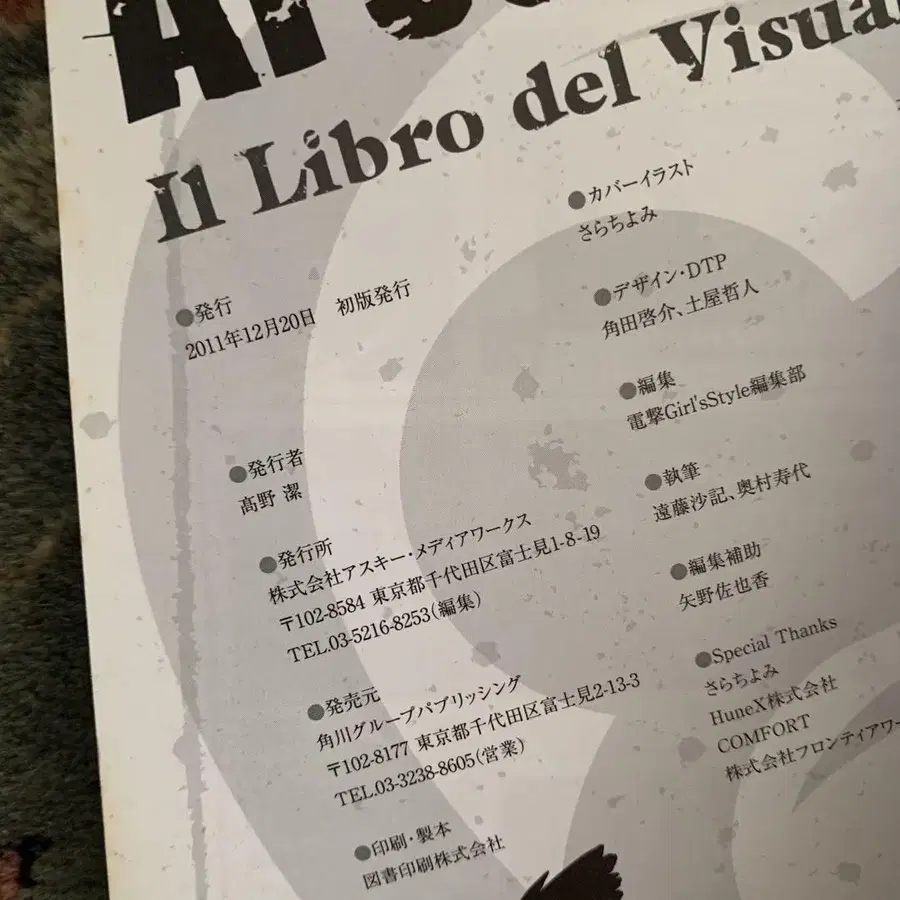 Il Libro del Visual
●発行
2011年12月20日　初版発行
●発行者
髙野 潔
●発行所
株式会社アスキー・メディアワークス
〒102-8584 東京都千代田区富士見1-8-19
TEL.03-5216-8253(編集)
●発売元
角川グループパブリッシング
〒102-8177 東京都千代田区富士見2-13-3
TEL.03-3238-8605(営業)
●印刷・製本
図書印刷株式会社
●カバーイラスト
さらちよみ
●デザイン・DTP
角田啓介、土屋哲人
●編集
電撃Girl'sStyle編集部
●執筆
遠藤沙記、奥村寿代
●編集補助
矢野佐也香
●Special Thanks
さらちよみ
HuneX株式会社
COMFORT
株式会社フロンティアワー